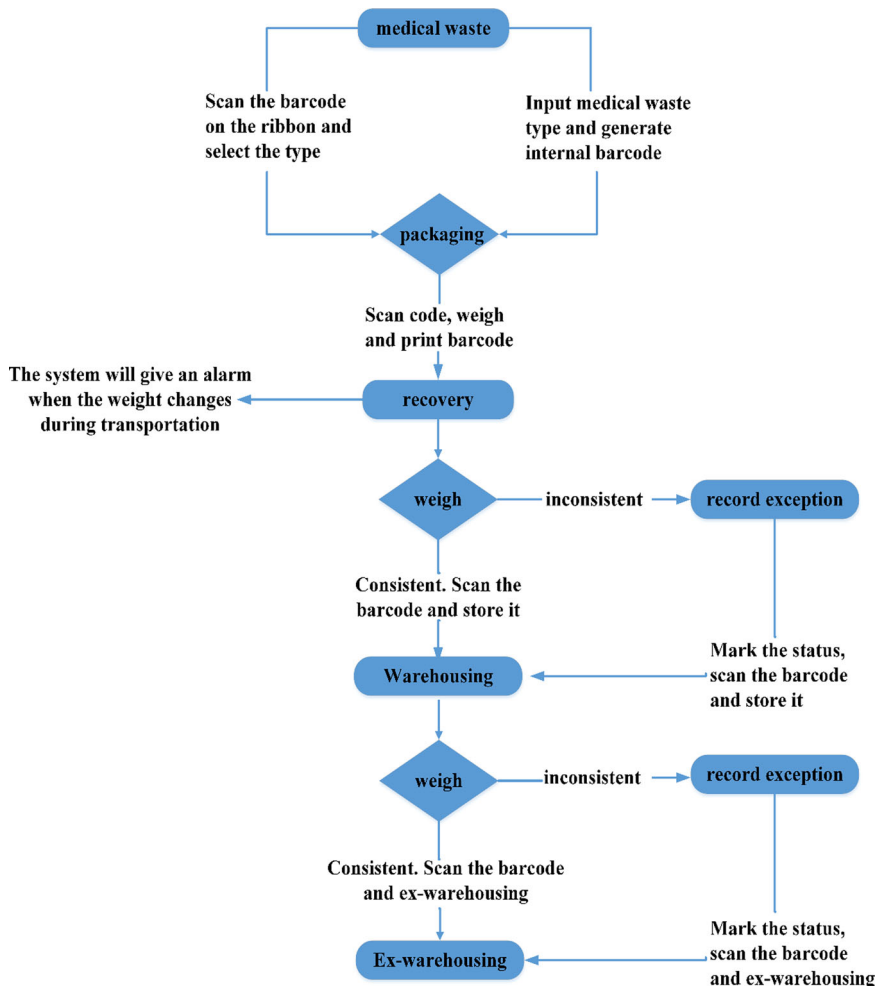 medical waste
Scan the barcode
on the ribbon and
select the type
Input medical waste
type and generate
internal barcode
packaging
Scan code, weigh
and print barcode
The system will give an alarm
when the weight changes
during transportation
recovery
weigh
inconsistent
record exception
Consistent. Scan the
barcode and store it
Mark the status,
scan the barcode
and store it
Warehousing
weigh
inconsistent
record exception
Consistent. Scan the barcode
and ex-warehousing
Mark the status,
scan the barcode
and ex-warehousing
Ex-warehousing